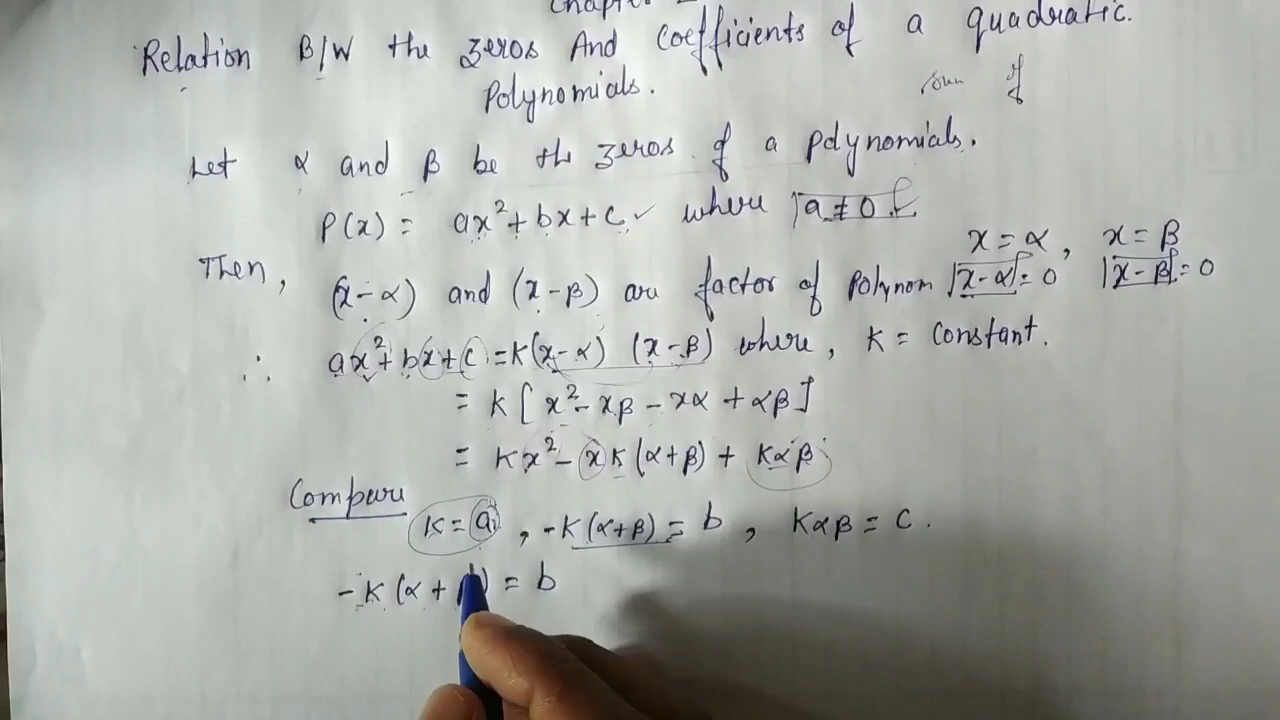 Relation B/W the zeros And Coefficients of a quadratic.
Polynomials.
sum of
Let α and β be the zeros of a polynomials.
P(x) = ax²+bx+c ✓ where a≠0
x=α, x=β
Then, (x-α) and (x-β) are factor of Polynom x-α=0 x-β=0
∴ ax²+bx+c=K(x-α) (x-β) where, K = Constant.
= K[x²-xβ-xα+αβ]
= Kx²-xK(α+β)+Kαβ
Compare
K=a, -K(α+β)=b, Kαβ=c.
-K(α+ )=b